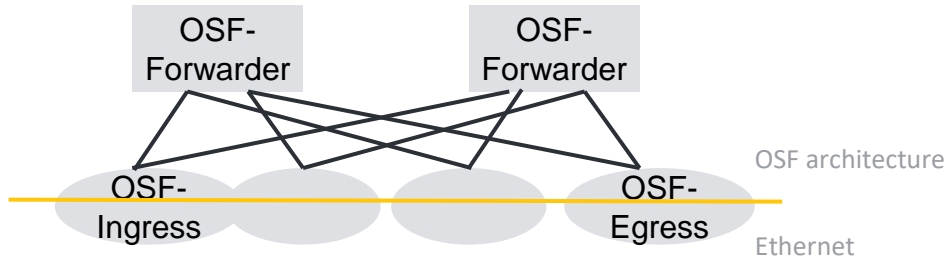 OSF-
Forwarder
OSF-
Forwarder
OSF architecture
OSF-
Ingress
OSF-
Egress
Ethernet